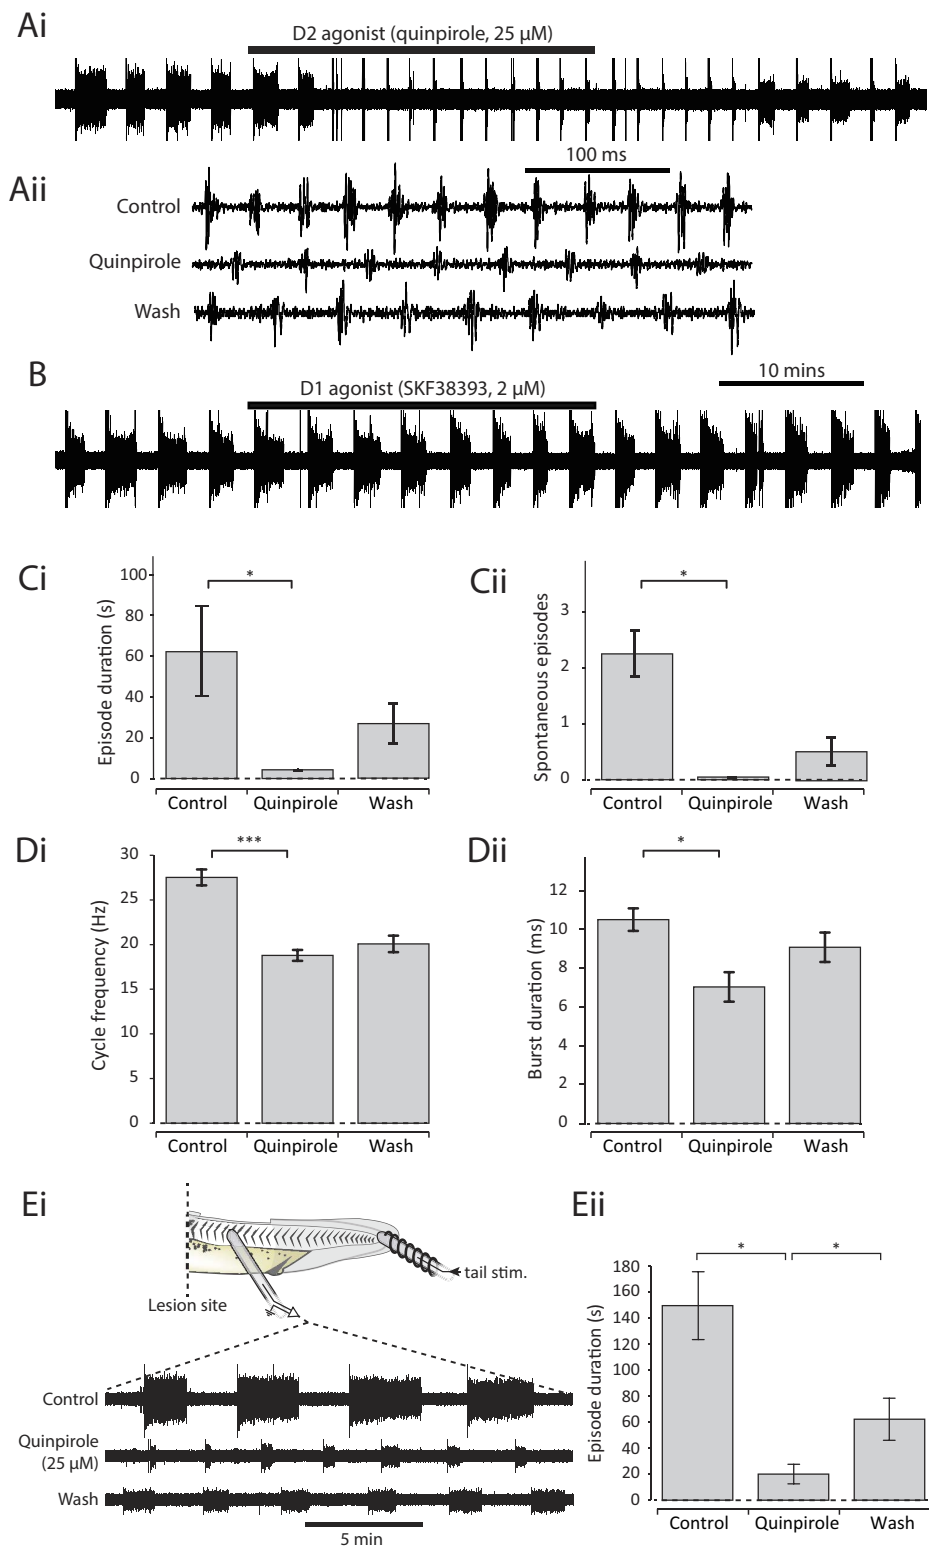 Ai
D2 agonist (quinpirole, 25 µM)
Aii
100 ms
Control
Quinpirole
Wash
B
10 mins
D1 agonist (SKF38393, 2 µM)
Ci
Episode duration (s)
100
80
60
40
20
0
*
Control Quinpirole Wash
Cii
Spontaneous episodes
3
2
1
0
*
Control Quinpirole Wash
Di
Cycle frequency (Hz)
30
25
20
15
10
5
0
***
Control Quinpirole Wash
Dii
Burst duration (ms)
12
10
8
6
4
2
0
*
Control Quinpirole Wash
Ei
tail stim.
Lesion site
Control
Quinpirole
(25 µM)
Wash
5 min
Eii
Episode duration (s)
180
160
140
120
100
80
60
40
20
0
* *
Control Quinpirole Wash